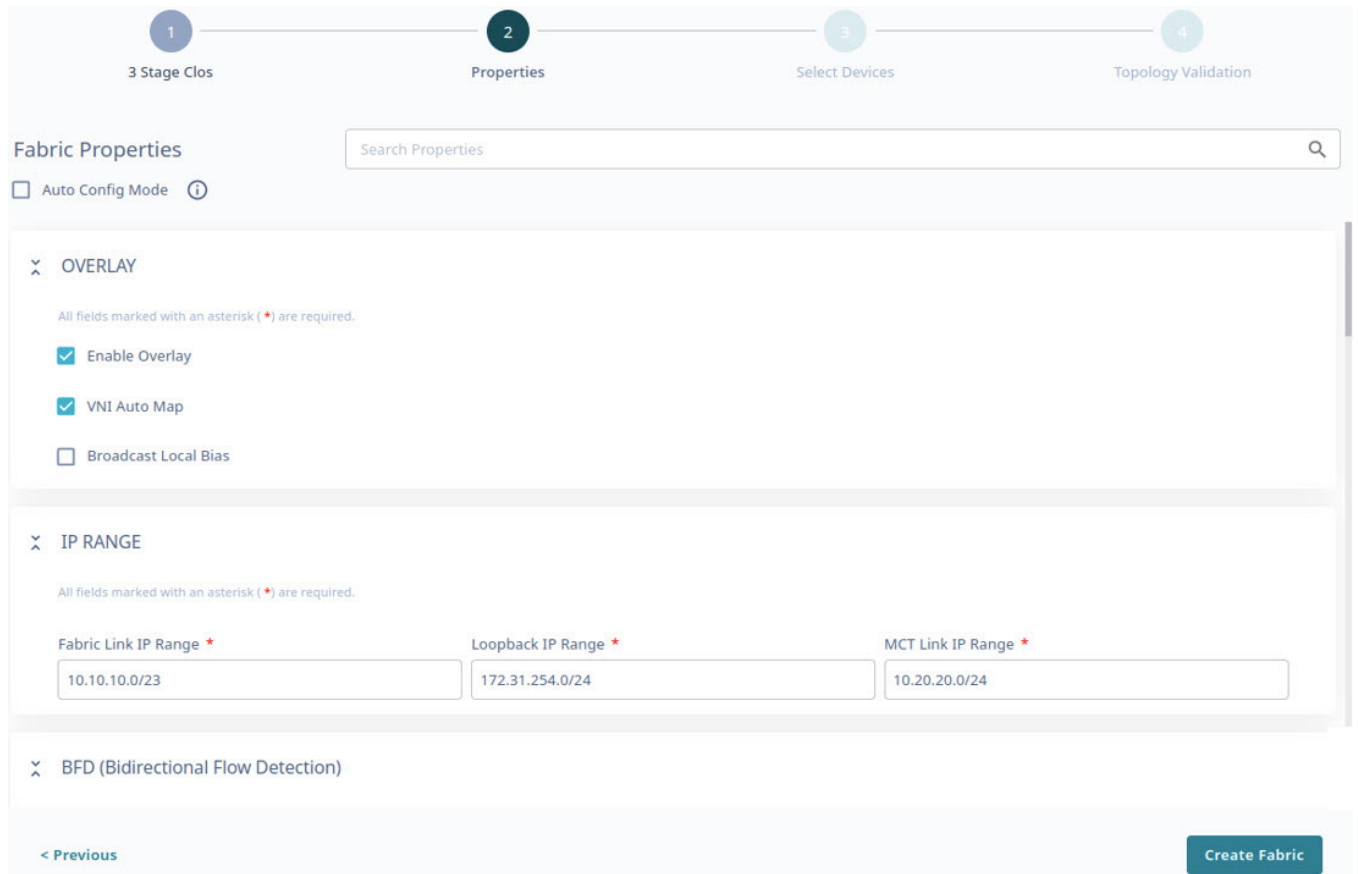 1 2 3 4
3 Stage Clos Properties Select Devices Topology Validation
Fabric Properties Search Properties
Auto Config Mode
OVERLAY
All fields marked with an asterisk ( *) are required.
Enable Overlay
VNI Auto Map
Broadcast Local Bias
IP RANGE
All fields marked with an asterisk ( *) are required.
Fabric Link IP Range * Loopback IP Range * MCT Link IP Range *
10.10.10.0/23 172.31.254.0/24 10.20.20.0/24
BFD (Bidirectional Flow Detection)
< Previous Create Fabric